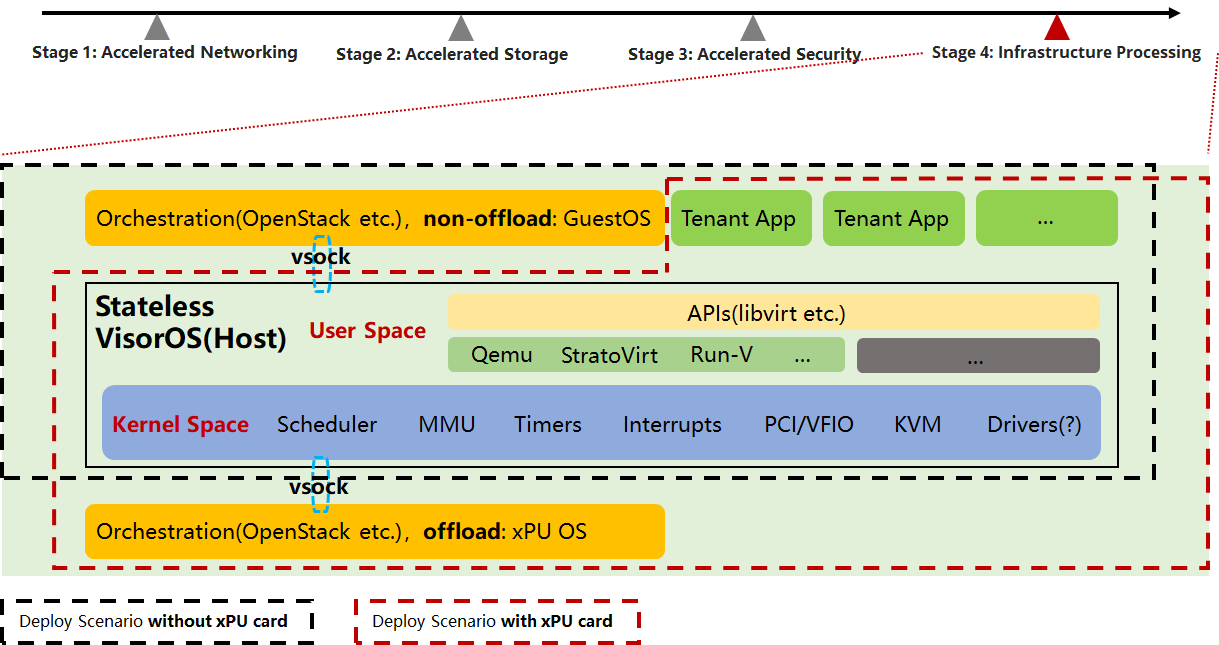 Stage 1: Accelerated Networking
Stage 2: Accelerated Storage
Stage 3: Accelerated Security
Stage 4: Infrastructure Processing
Orchestration(OpenStack etc.)，non-offload: GuestOS
Tenant App
Tenant App
...
vsock
Stateless
VisorOS(Host)
User Space
APIs(libvirt etc.)
Qemu StratoVirt Run-V ...
...
Kernel Space Scheduler MMU Timers Interrupts PCI/VFIO KVM Drivers(?)
vsock
Orchestration(OpenStack etc.)，offload: xPU OS
Deploy Scenario without xPU card
Deploy Scenario with xPU card